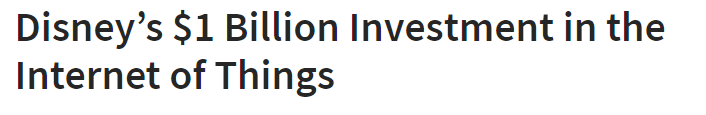 Disney’s $1 Billion Investment in the
Internet of Things